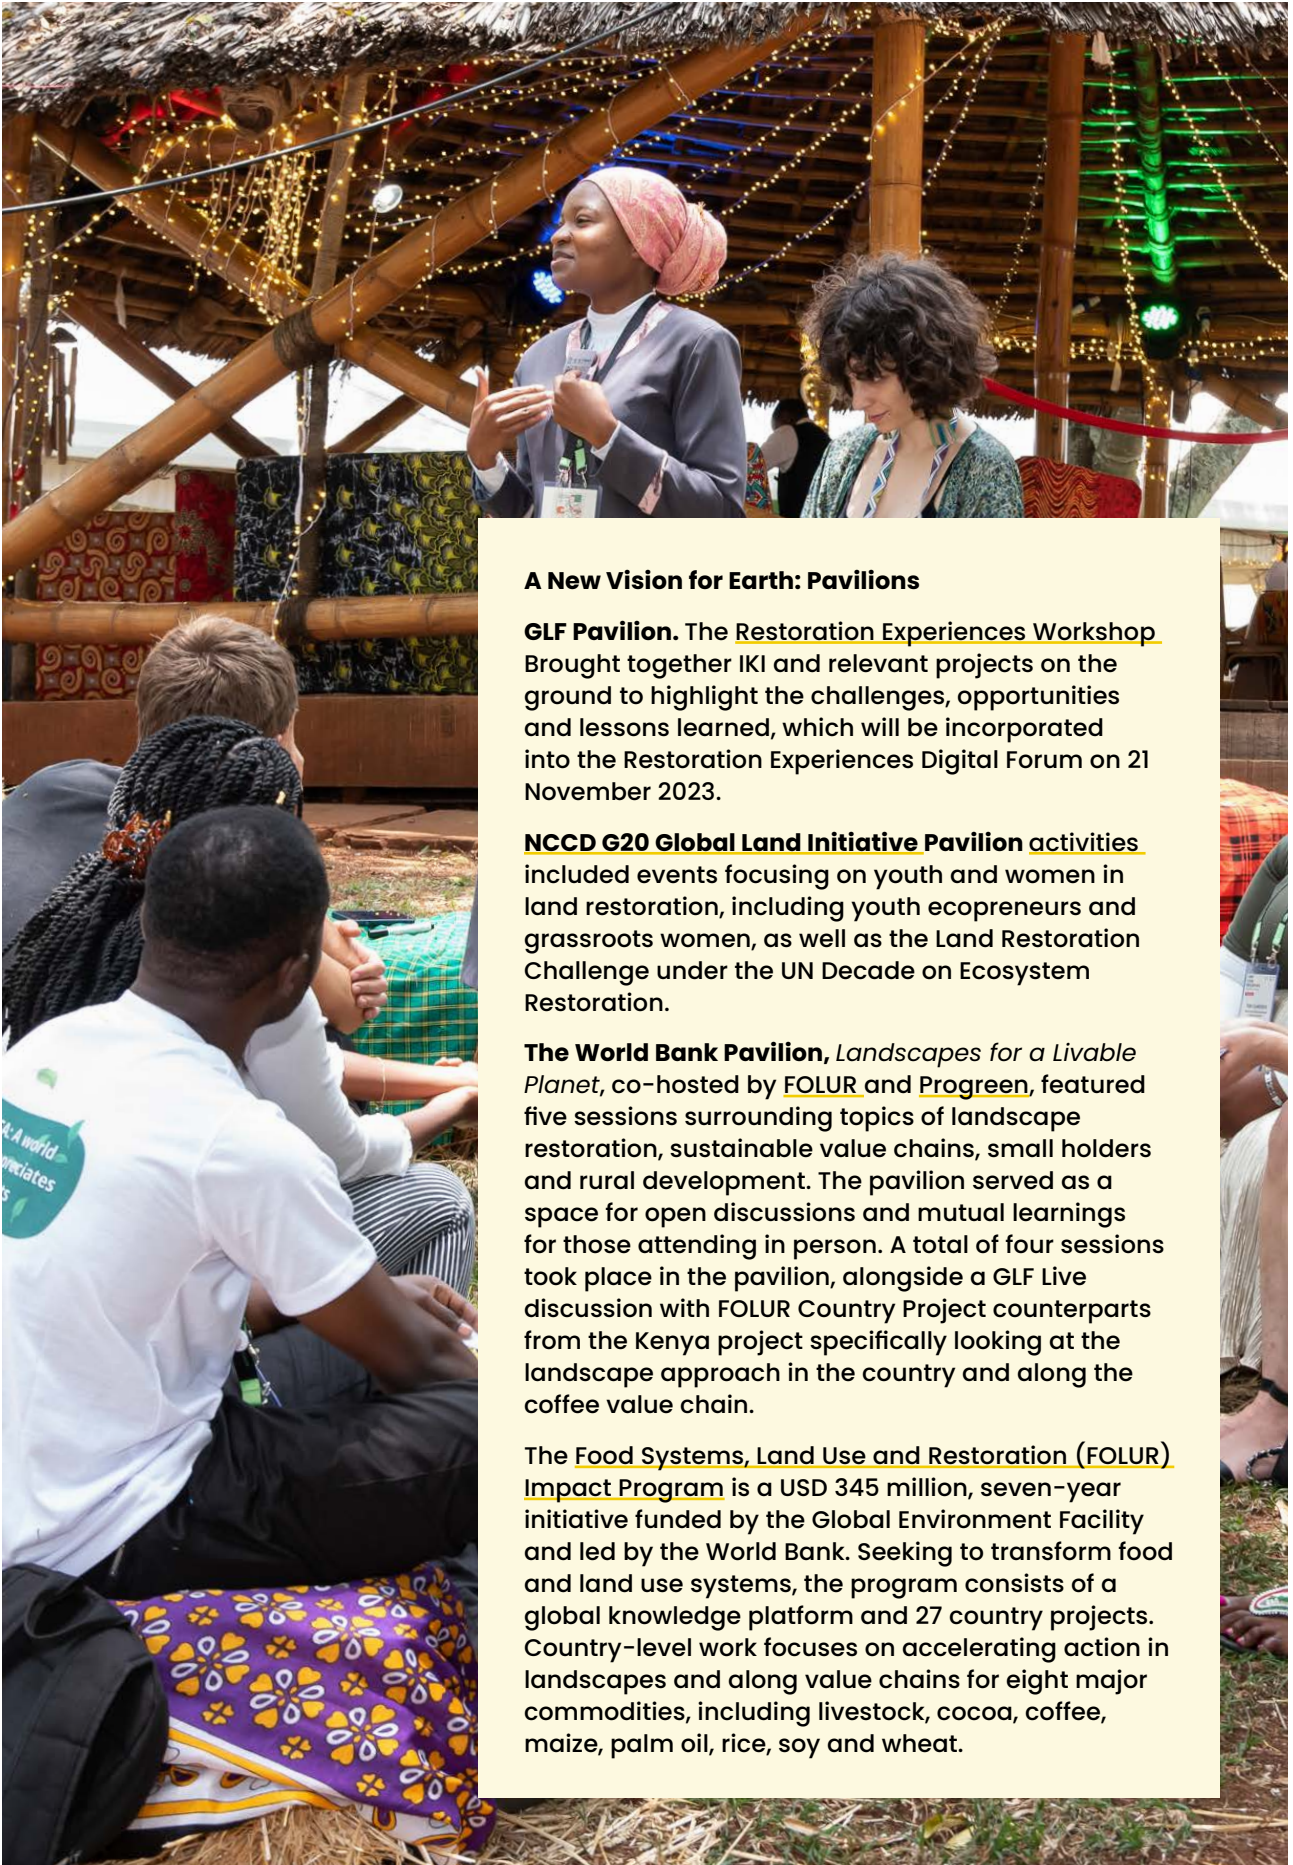 A New Vision for Earth: Pavilions
GLF Pavilion. The Restoration Experiences Workshop
Brought together IKI and relevant projects on the
ground to highlight the challenges, opportunities
and lessons learned, which will be incorporated
into the Restoration Experiences Digital Forum on 21
November 2023.
NCCD G20 Global Land Initiative Pavilion activities
included events focusing on youth and women in
land restoration, including youth ecopreneurs and
grassroots women, as well as the Land Restoration
Challenge under the UN Decade on Ecosystem
Restoration.
The World Bank Pavilion, Landscapes for a Livable
Planet, co-hosted by FOLUR and Progreen, featured
five sessions surrounding topics of landscape
restoration, sustainable value chains, small holders
and rural development. The pavilion served as a
space for open discussions and mutual learnings
for those attending in person. A total of four sessions
took place in the pavilion, alongside a GLF Live
discussion with FOLUR Country Project counterparts
from the Kenya project specifically looking at the
landscape approach in the country and along the
coffee value chain.
The Food Systems, Land Use and Restoration (FOLUR)
Impact Program is a USD 345 million, seven-year
initiative funded by the Global Environment Facility
and led by the World Bank. Seeking to transform food
and land use systems, the program consists of a
global knowledge platform and 27 country projects.
Country-level work focuses on accelerating action in
landscapes and along value chains for eight major
commodities, including livestock, cocoa, coffee,
maize, palm oil, rice, soy and wheat.
A world